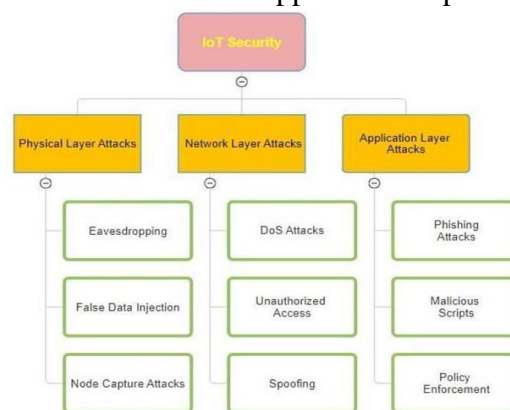 IoT Security
Physical Layer Attacks
Network Layer Attacks
Application Layer
Attacks
Eavesdropping
DoS Attacks
Phishing
Attacks
False Data Injection
Unauthorized
Access
Malicious
Scripts
Node Capture Attacks
Spoofing
Policy
Enforcement